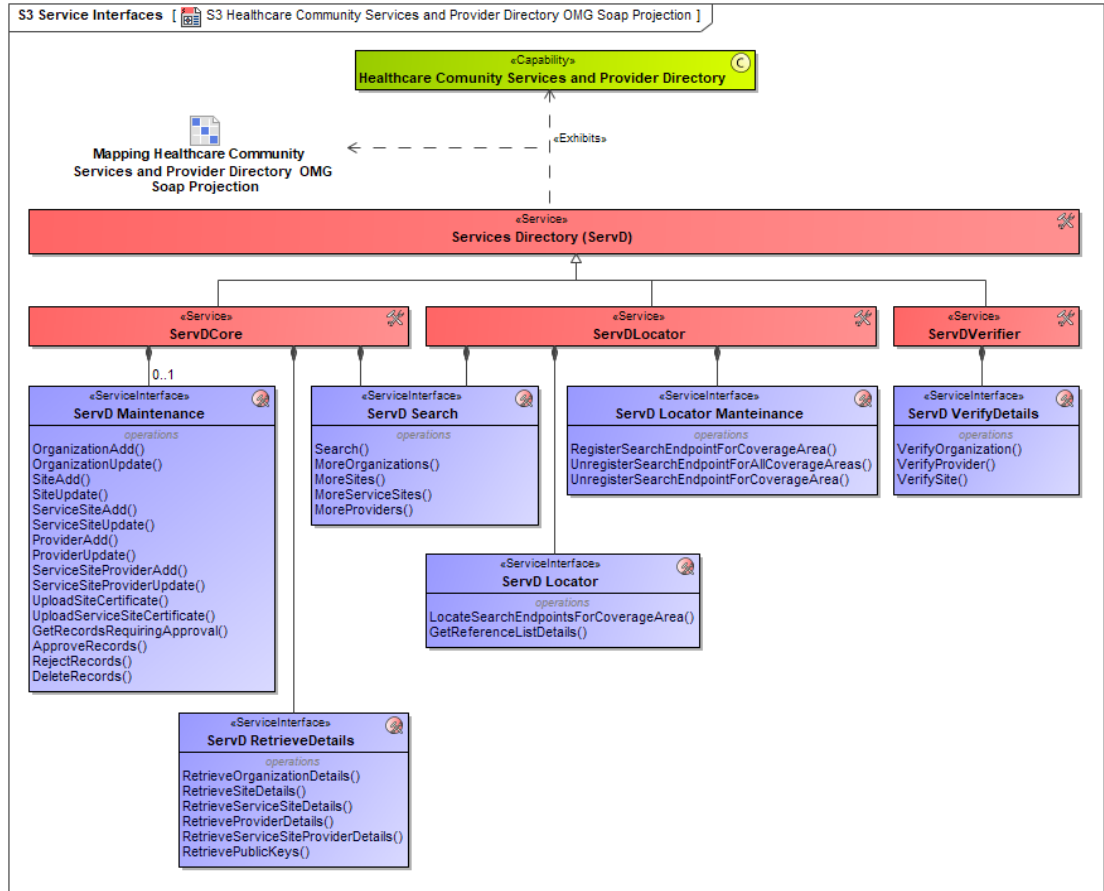 S3 Service Interfaces [ S3 Healthcare Community Services and Provider Directory OMG Soap Projection ]
«Capability»
C
Healthcare Comunity Services and Provider Directory
«Exhibits»
Mapping Healthcare Community
Services and Provider Directory OMG
Soap Projection
«Service»
Services Directory (ServD)
«Service»
ServDCore
«Service»
ServDLocator
«Service»
ServDVerifier
0..1
«ServiceInterface»
ServD Maintenance
operations
OrganizationAdd()
OrganizationUpdate()
SiteAdd()
SiteUpdate()
ServiceSiteAdd()
ServiceSiteUpdate()
ProviderAdd()
ProviderUpdate()
ServiceSiteProviderAdd()
ServiceSiteProviderUpdate()
UploadSiteCertificate()
UploadServiceSiteCertificate()
GetRecordsRequiringApproval()
ApproveRecords()
RejectRecords()
DeleteRecords()
«ServiceInterface»
ServD Search
operations
Search()
MoreOrganizations()
MoreSites()
MoreServiceSites()
MoreProviders()
«ServiceInterface»
ServD Locator Manteinance
operations
RegisterSearchEndpointForCoverageArea()
UnregisterSearchEndpointForAllCoverageAreas()
UnregisterSearchEndpointForCoverageArea()
«ServiceInterface»
ServD VerifyDetails
operations
VerifyOrganization()
VerifyProvider()
VerifySite()
«ServiceInterface»
ServD Locator
operations
LocateSearchEndpointsForCoverageArea()
GetReferenceListDetails()
«ServiceInterface»
ServD RetrieveDetails
operations
RetrieveOrganizationDetails()
RetrieveSiteDetails()
RetrieveServiceSiteDetails()
RetrieveProviderDetails()
RetrieveServiceSiteProviderDetails()
RetrievePublicKeys()